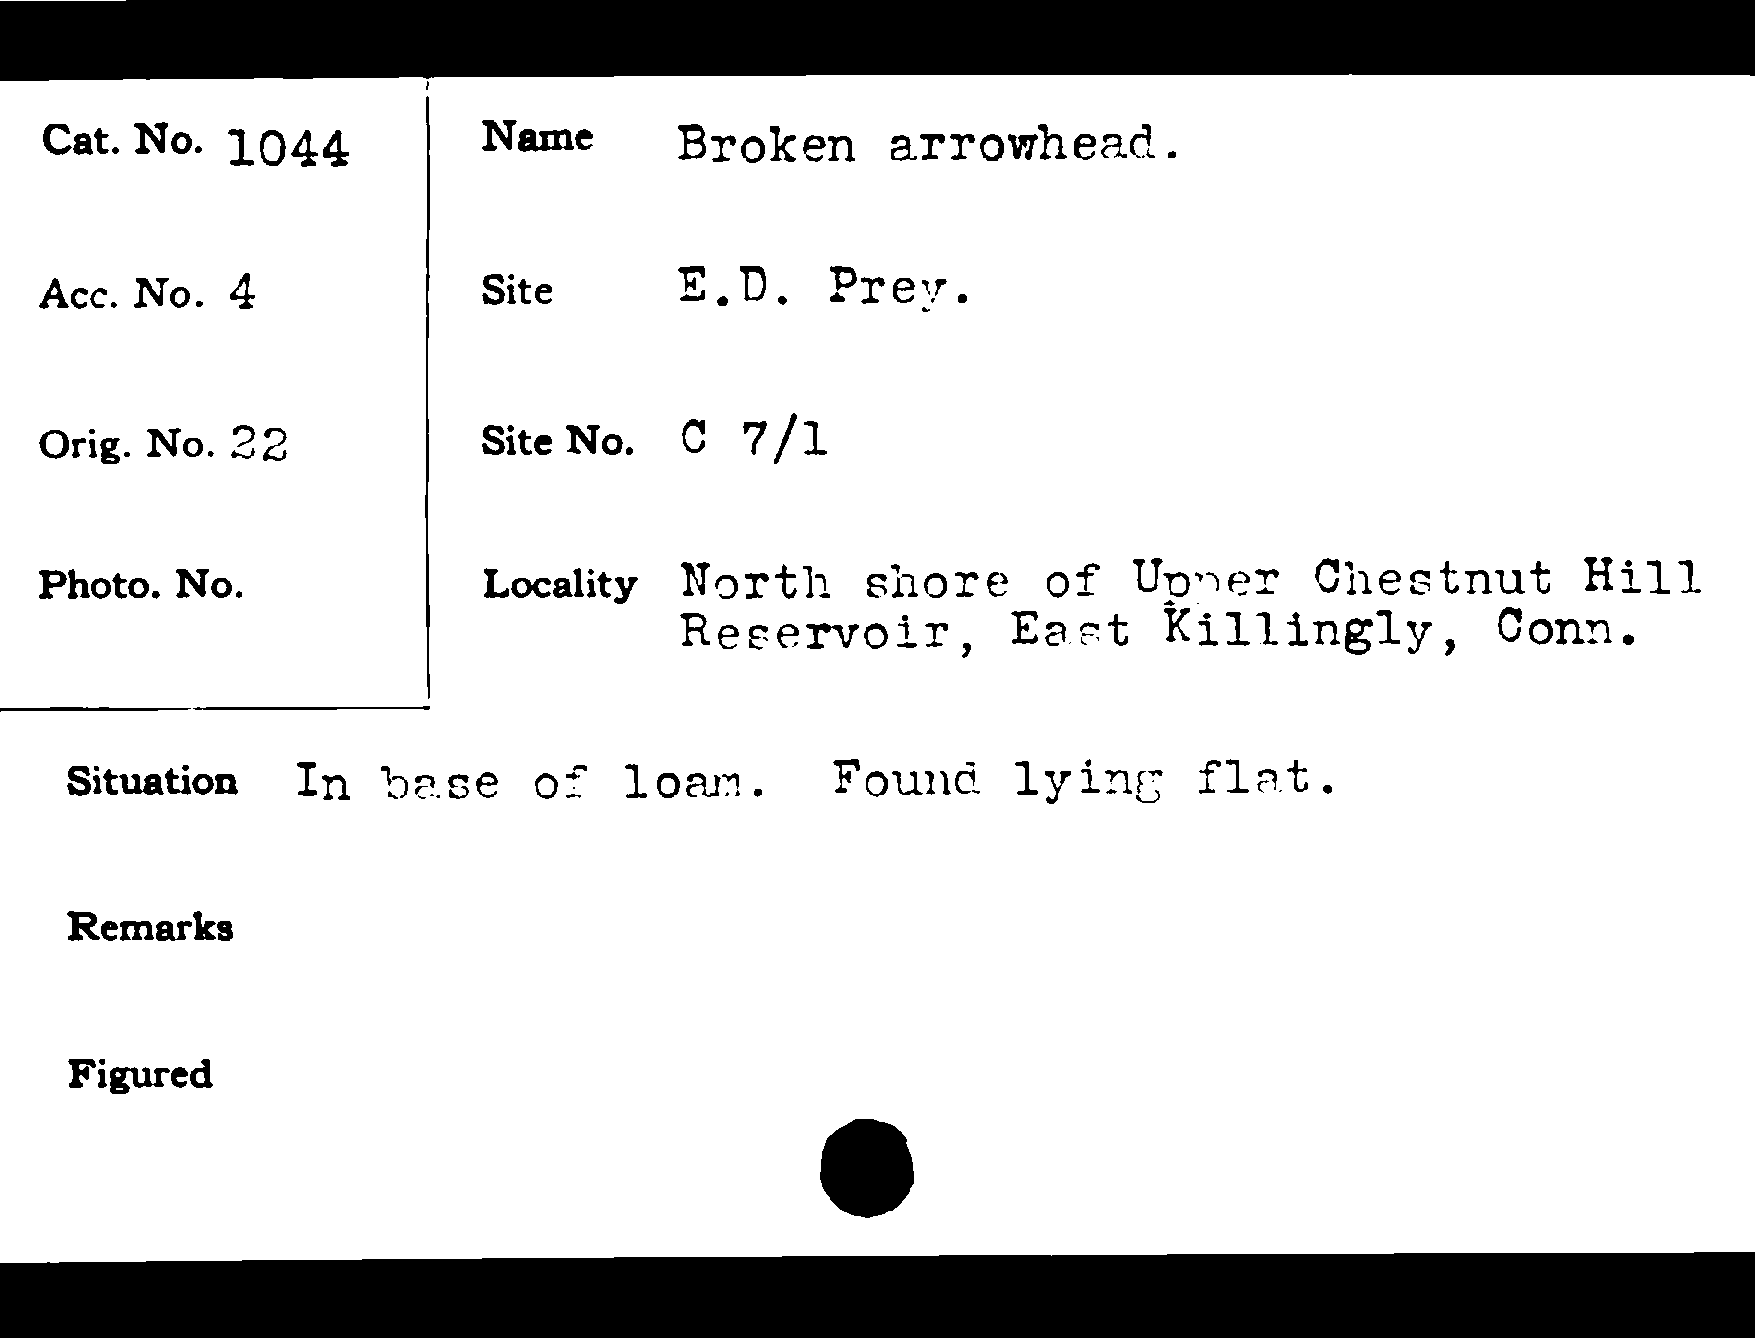 Cat. No. 1044
Name Broken arrowhead.
Acc. No. 4
Site E.D. Prey.
Orig. No. 22
Site No. C 7/1
Photo. No.
Locality North shore of Upper Chestnut Hill
Reservoir, East Killingly, Conn.
Situation In base of loam. Found lying flat.
Remarks
Figured